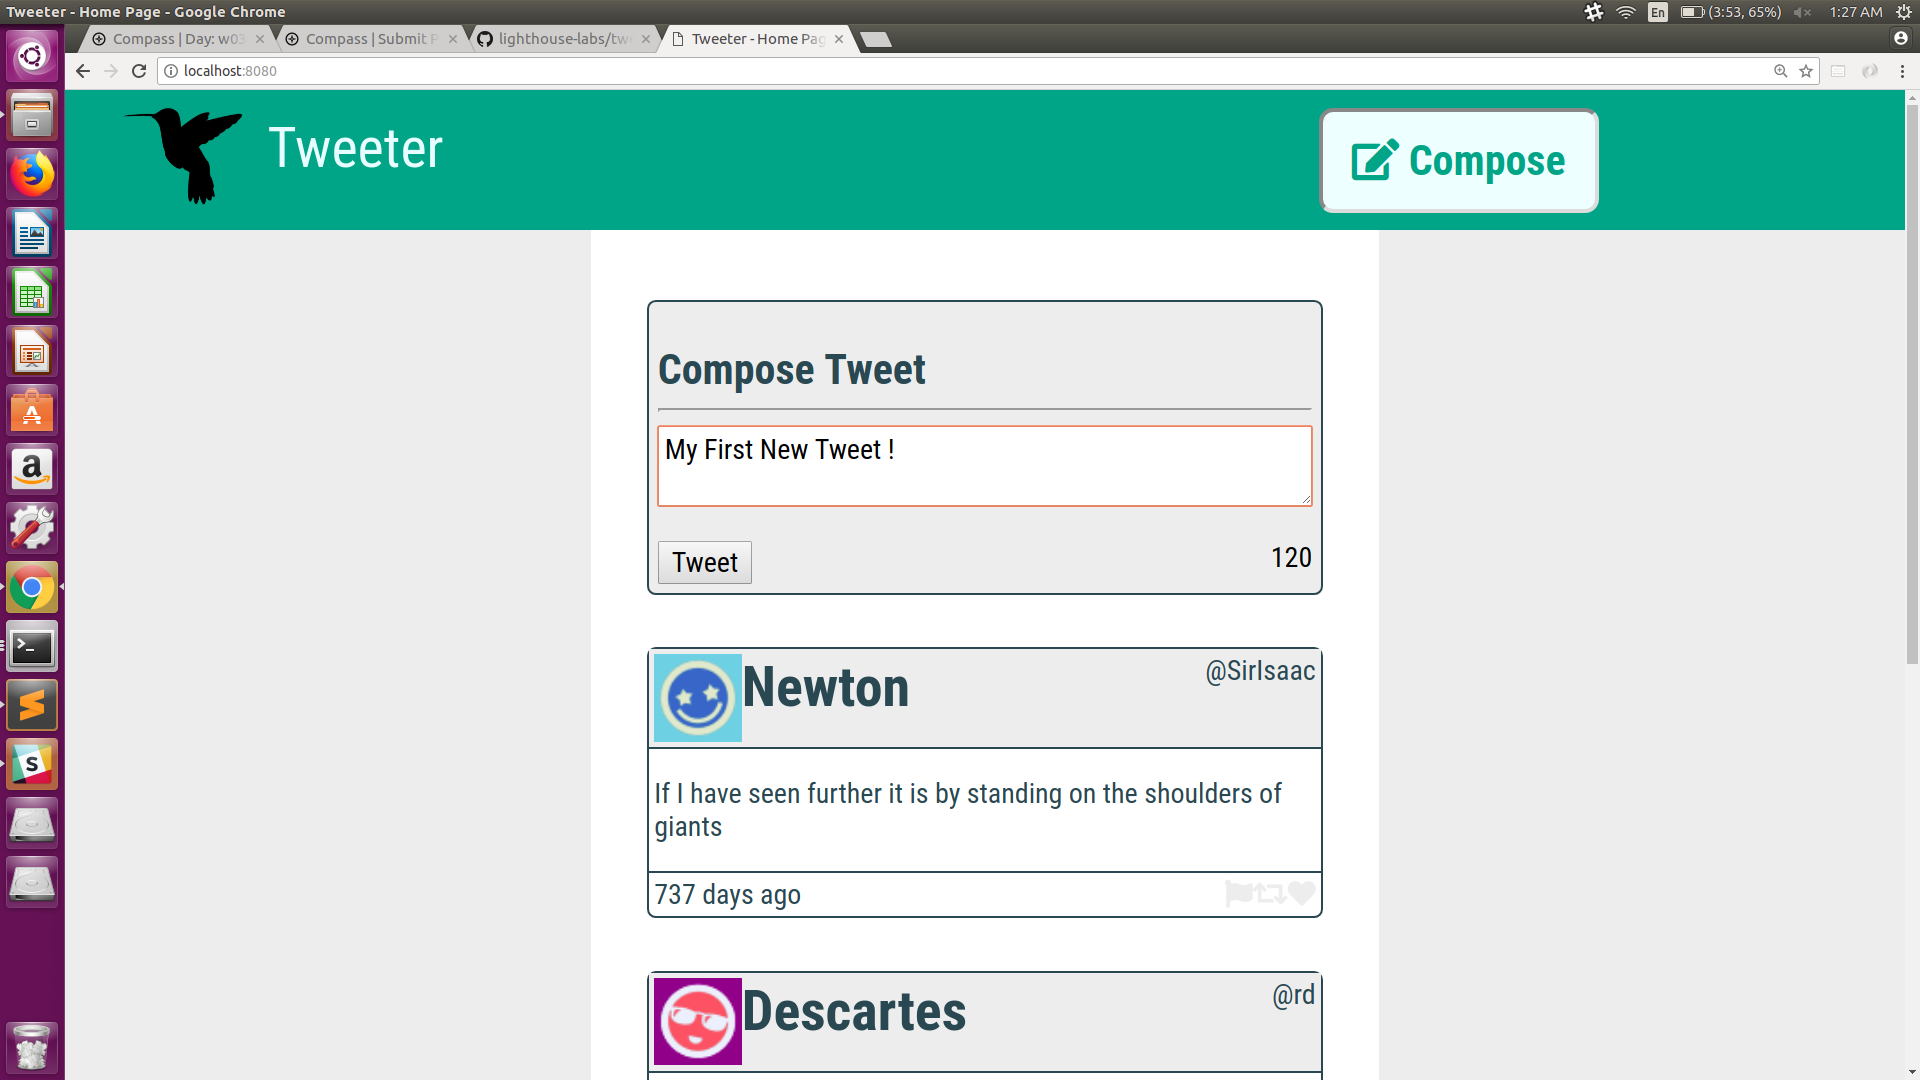 Tweeter - Home Page - Google Chrome
En (3:53, 65%) 1:27 AM
Compass | Day: w03
Compass | Submit
lighthouse-labs/
Tweeter - Home Pag
localhost:8080
Tweeter
Compose
Compose Tweet
My First New Tweet !
Tweet
120
Newton
@SirIsaac
If I have seen further it is by standing on the shoulders of
giants
737 days ago
Descartes
@rd